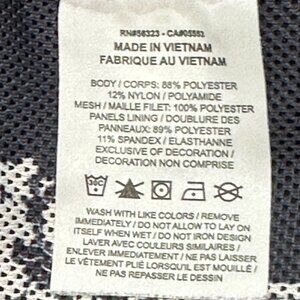 RN#56323 - CA#05553
MADE IN VIETNAM
FABRIQUE AU VIETNAM
BODY / CORPS: 88% POLYESTER
12% NYLON / POLYAMIDE
MESH / MAILLE FILET: 100% POLYESTER
PANELS LINING / DOUBLURE DES
PANNEAUX: 89% POLYESTER
11% SPANDEX / ELASTHANNE
EXCLUSIVE OF DECORATION /
DECORATION NON COMPRISE
30C
WASH WITH LIKE COLORS / REMOVE
IMMEDIATELY / DO NOT ALLOW TO LAY ON
ITSELF WHEN WET / DO NOT IRON DESIGN
LAVER AVEC COULEURS SIMILAIRES /
ENLEVER IMMEDIATEMENT / NE PAS LAISSER
LE VÊTEMENT PLIÉ LORSQU'IL EST MOUILLÉ /
NE PAS REPASSER LE DESSIN